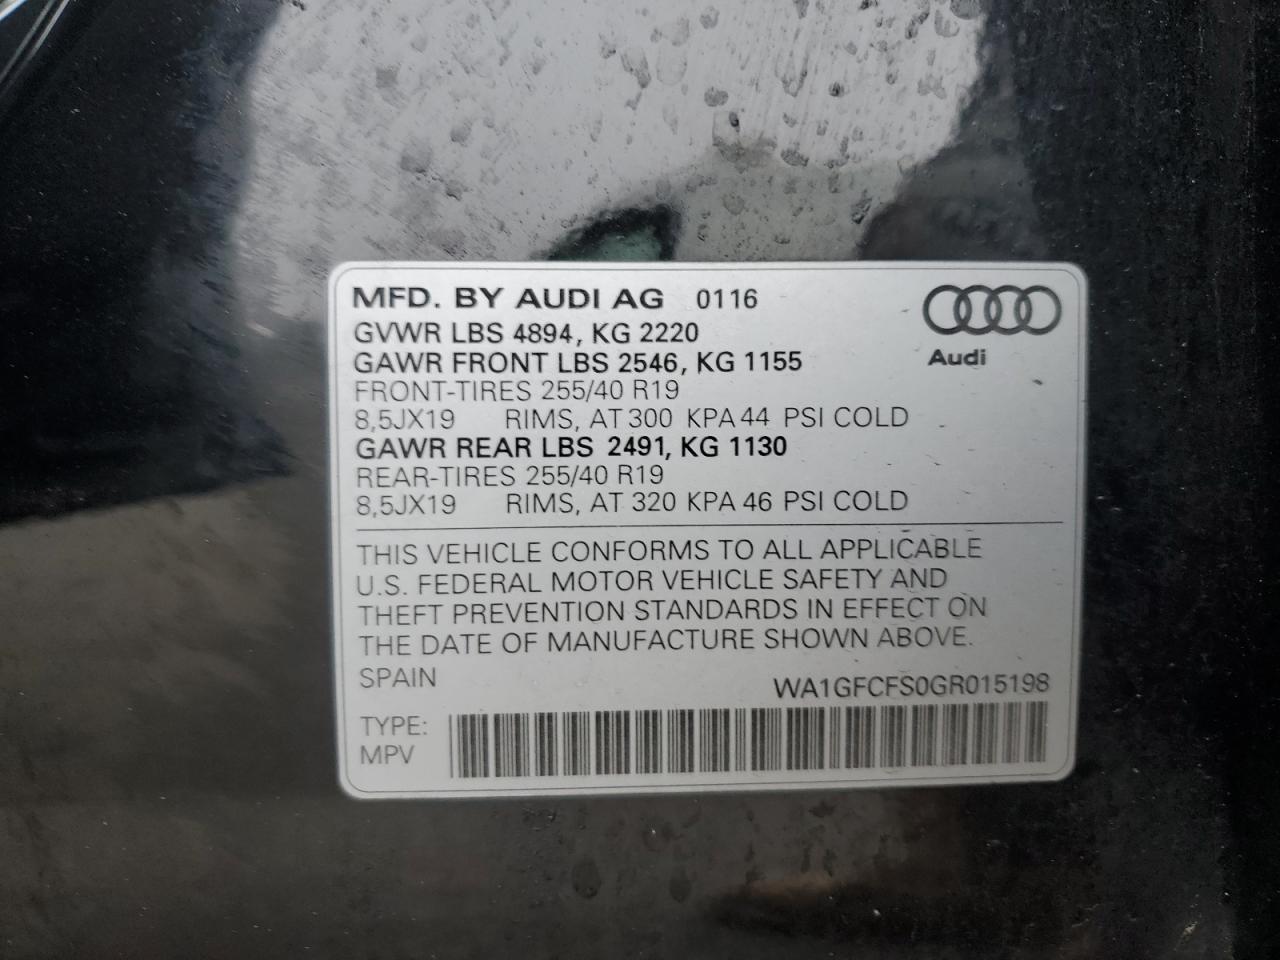 MFD. BY AUDI AG 0116
Audi
GVWR LBS 4894, KG 2220
GAWR FRONT LBS 2546, KG 1155
FRONT-TIRES 255/40 R19
8,5JX19 RIMS, AT 300 KPA 44 PSI COLD
GAWR REAR LBS 2491, KG 1130
REAR-TIRES 255/40 R19
8,5JX19 RIMS, AT 320 KPA 46 PSI COLD
THIS VEHICLE CONFORMS TO ALL APPLICABLE
U.S. FEDERAL MOTOR VEHICLE SAFETY AND
THEFT PREVENTION STANDARDS IN EFFECT ON
THE DATE OF MANUFACTURE SHOWN ABOVE.
SPAIN
WA1GFCFS0GR015198
TYPE:
MPV